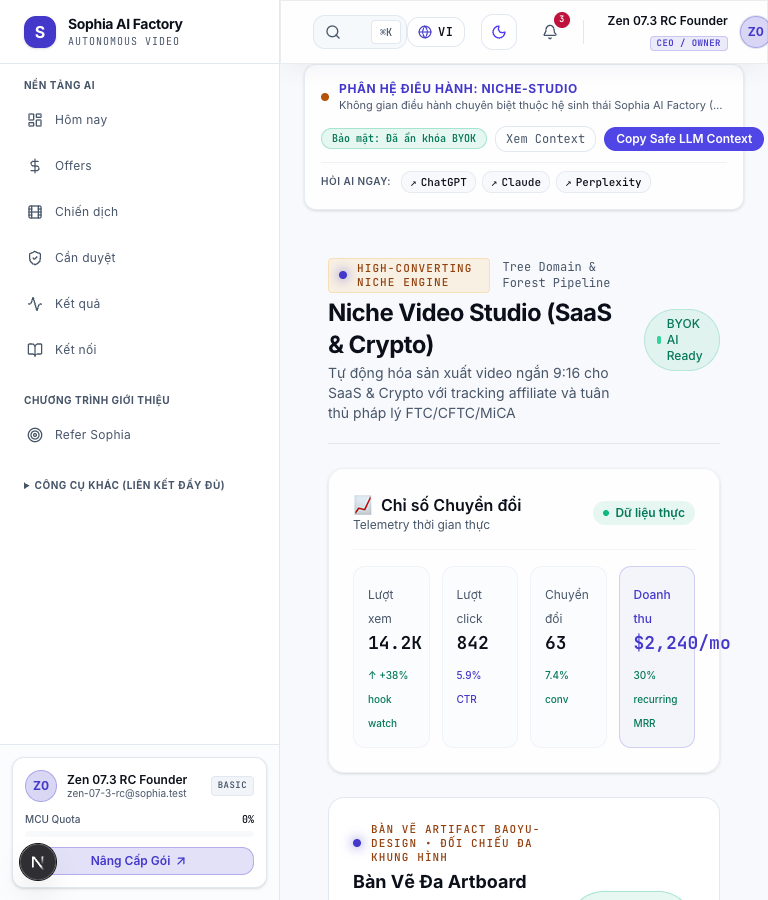 S
Sophia AI Factory
AUTONOMOUS VIDEO
NỀN TẢNG AI
Hôm nay
Offers
Chiến dịch
Cần duyệt
Kết quả
Kết nối
CHƯƠNG TRÌNH GIỚI THIỆU
Refer Sophia
▸ CÔNG CỤ KHÁC (LIÊN KẾT ĐẦY ĐỦ)
Z0
Zen 07.3 RC Founder
zen-07-3-rc@sophia.test
BASIC
MCU Quota
0%
N
Nâng Cấp Gói ↗
⌘K
VI
3
Zen 07.3 RC Founder
CEO / OWNER
Z0
PHÂN HỆ ĐIỀU HÀNH: NICHE-STUDIO
Không gian điều hành chuyên biệt thuộc hệ sinh thái Sophia AI Factory (...
Bảo mật: Đã ẩn khóa BYOK
Xem Context
Copy Safe LLM Context
HỎI AI NGAY:
↗ ChatGPT
↗ Claude
↗ Perplexity
HIGH-CONVERTING
NICHE ENGINE
Tree Domain &
Forest Pipeline
Niche Video Studio (SaaS
& Crypto)
Tự động hóa sản xuất video ngắn 9:16 cho
SaaS & Crypto với tracking affiliate và tuân
thủ pháp lý FTC/CFTC/MiCA
BYOK
AI
Ready
Chỉ số Chuyển đổi
Telemetry thời gian thực
Dữ liệu thực
Lượt
xem
14.2K
↑ +38%
hook
watch
Lượt
click
842
5.9%
CTR
Chuyển
đổi
63
7.4%
conv
Doanh
thu
$2,240/mo
30%
recurring
MRR
BẢN VẼ ARTIFACT BAOYU-
DESIGN • ĐỐI CHIẾU ĐA
KHUNG HÌNH
Bản Vẽ Đa Artboard